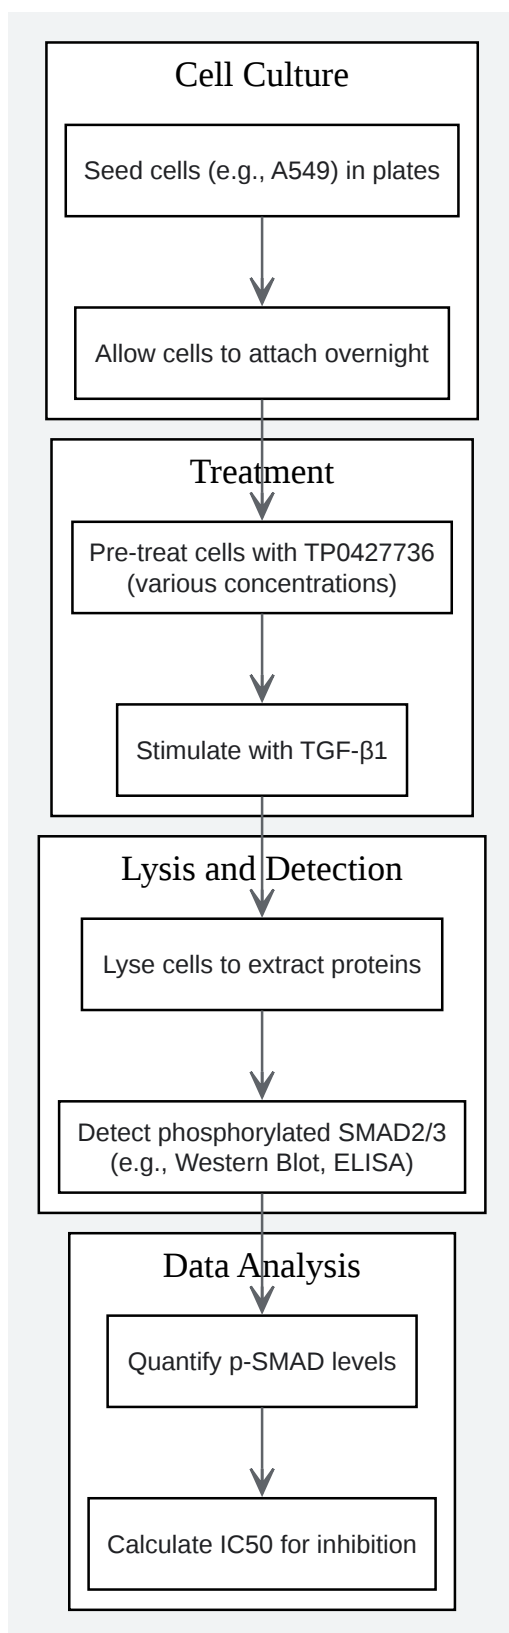 Cell Culture
Seed cells (e.g., A549) in plates
Allow cells to attach overnight
Treatment
Pre-treat cells with TP0427736
(various concentrations)
Stimulate with TGF-β1
Lysis and Detection
Lyse cells to extract proteins
Detect phosphorylated SMAD2/3
(e.g., Western Blot, ELISA)
Data Analysis
Quantify p-SMAD levels
Calculate IC50 for inhibition